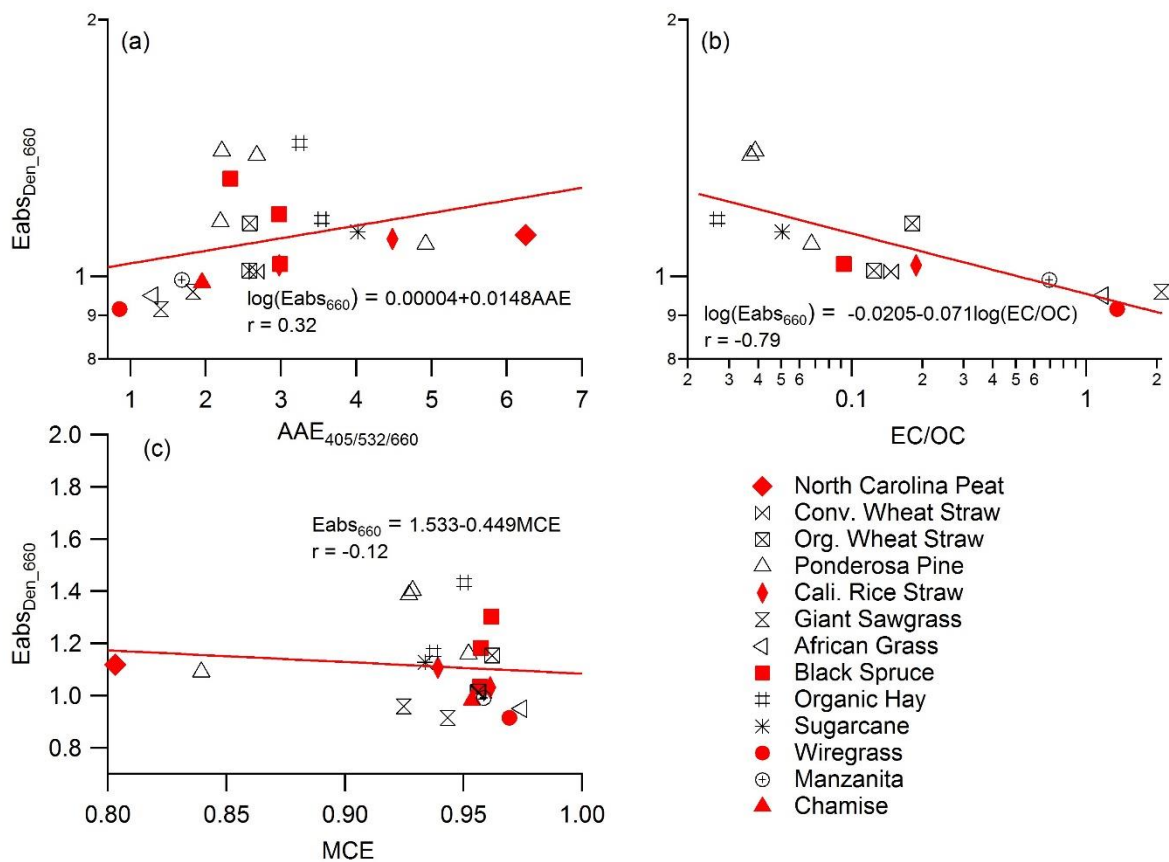 (a)
2
1
9
8
Eabs_Den_660
log(Eabs_660) = 0.00004+0.0148AAE
r = 0.32
1 2 3 4 5 6 7
AAE_405/532/660
(b)
2
1
9
8
log(Eabs_660) = -0.0205-0.071log(EC/OC)
r = -0.79
2 3 4 5 6 0.1 2 3 4 5 6 1 2
EC/OC
(c)
2.0
1.8
1.6
1.4
1.2
1.0
0.8
Eabs_Den_660
Eabs_660 = 1.533-0.449MCE
r = -0.12
0.80 0.85 0.90 0.95 1.00
MCE
North Carolina Peat
Conv. Wheat Straw
Org. Wheat Straw
Ponderosa Pine
Cali. Rice Straw
Giant Sawgrass
African Grass
Black Spruce
Organic Hay
Sugarcane
Wiregrass
Manzanita
Chamise